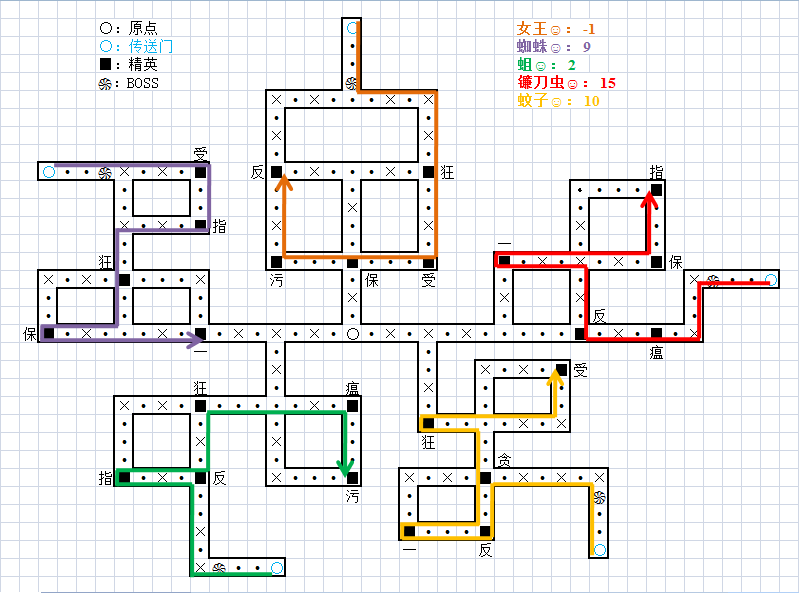 ○：原点
○：传送门
■：精英
BOSS
女王☺：-1
蜘蛛☺：9
蛆☺：2
镰刀虫☺：15
蚊子☺：10
受
反
狂
指
指
狂
保
一
污
保
受
一
保
反
瘟
保
一
狂
瘟
受
狂
指
反
贪
污
一
反